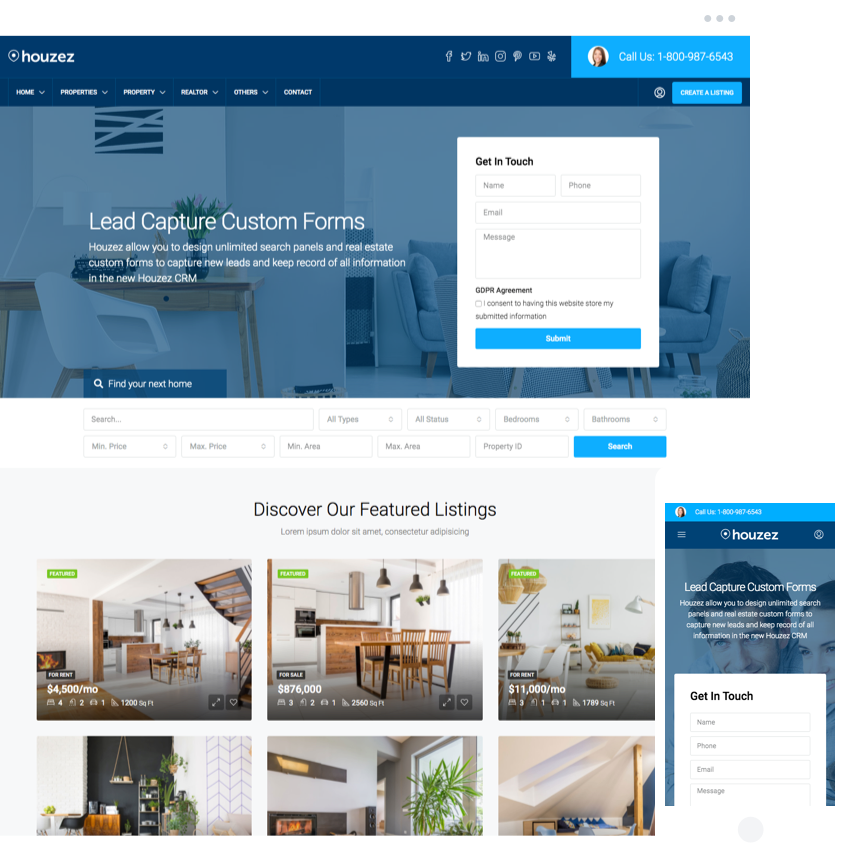 houzez
Call Us: 1-800-987-6543
HOME PROPERTIES PROPERTY REALTOR OTHERS CONTACT
CREATE A LISTING
Lead Capture Custom Forms
Houzez allow you to design unlimited search panels and real estate
custom forms to capture new leads and keep record of all information
in the new Houzez CRM
Get In Touch
Name Phone
Email
Message
GDPR Agreement
I consent to having this website store my
submitted information
Submit
Find your next home
Search... All Types All Status Bedrooms Bathrooms
Min. Price Max. Price Min. Area Max. Area Property ID Search
Discover Our Featured Listings
Lorem ipsum dolor sit amet, consectetur adipisicing
FEATURED FEATURED FEATURED
FOR RENT FOR SALE FOR RENT
$4,500/mo $876,000 $11,000/mo
4 2 1 1200 Sq Ft 3 2 1 2560 Sq Ft 3 1 1 1789 Sq Ft
Call Us: 1-800-987-6543
houzez
Lead Capture Custom Forms
Houzez allow you to design unlimited search
panels and real estate custom forms to
capture new leads and keep record of all
information in the new Houzez CRM
Get In Touch
Name
Phone
Email
Message